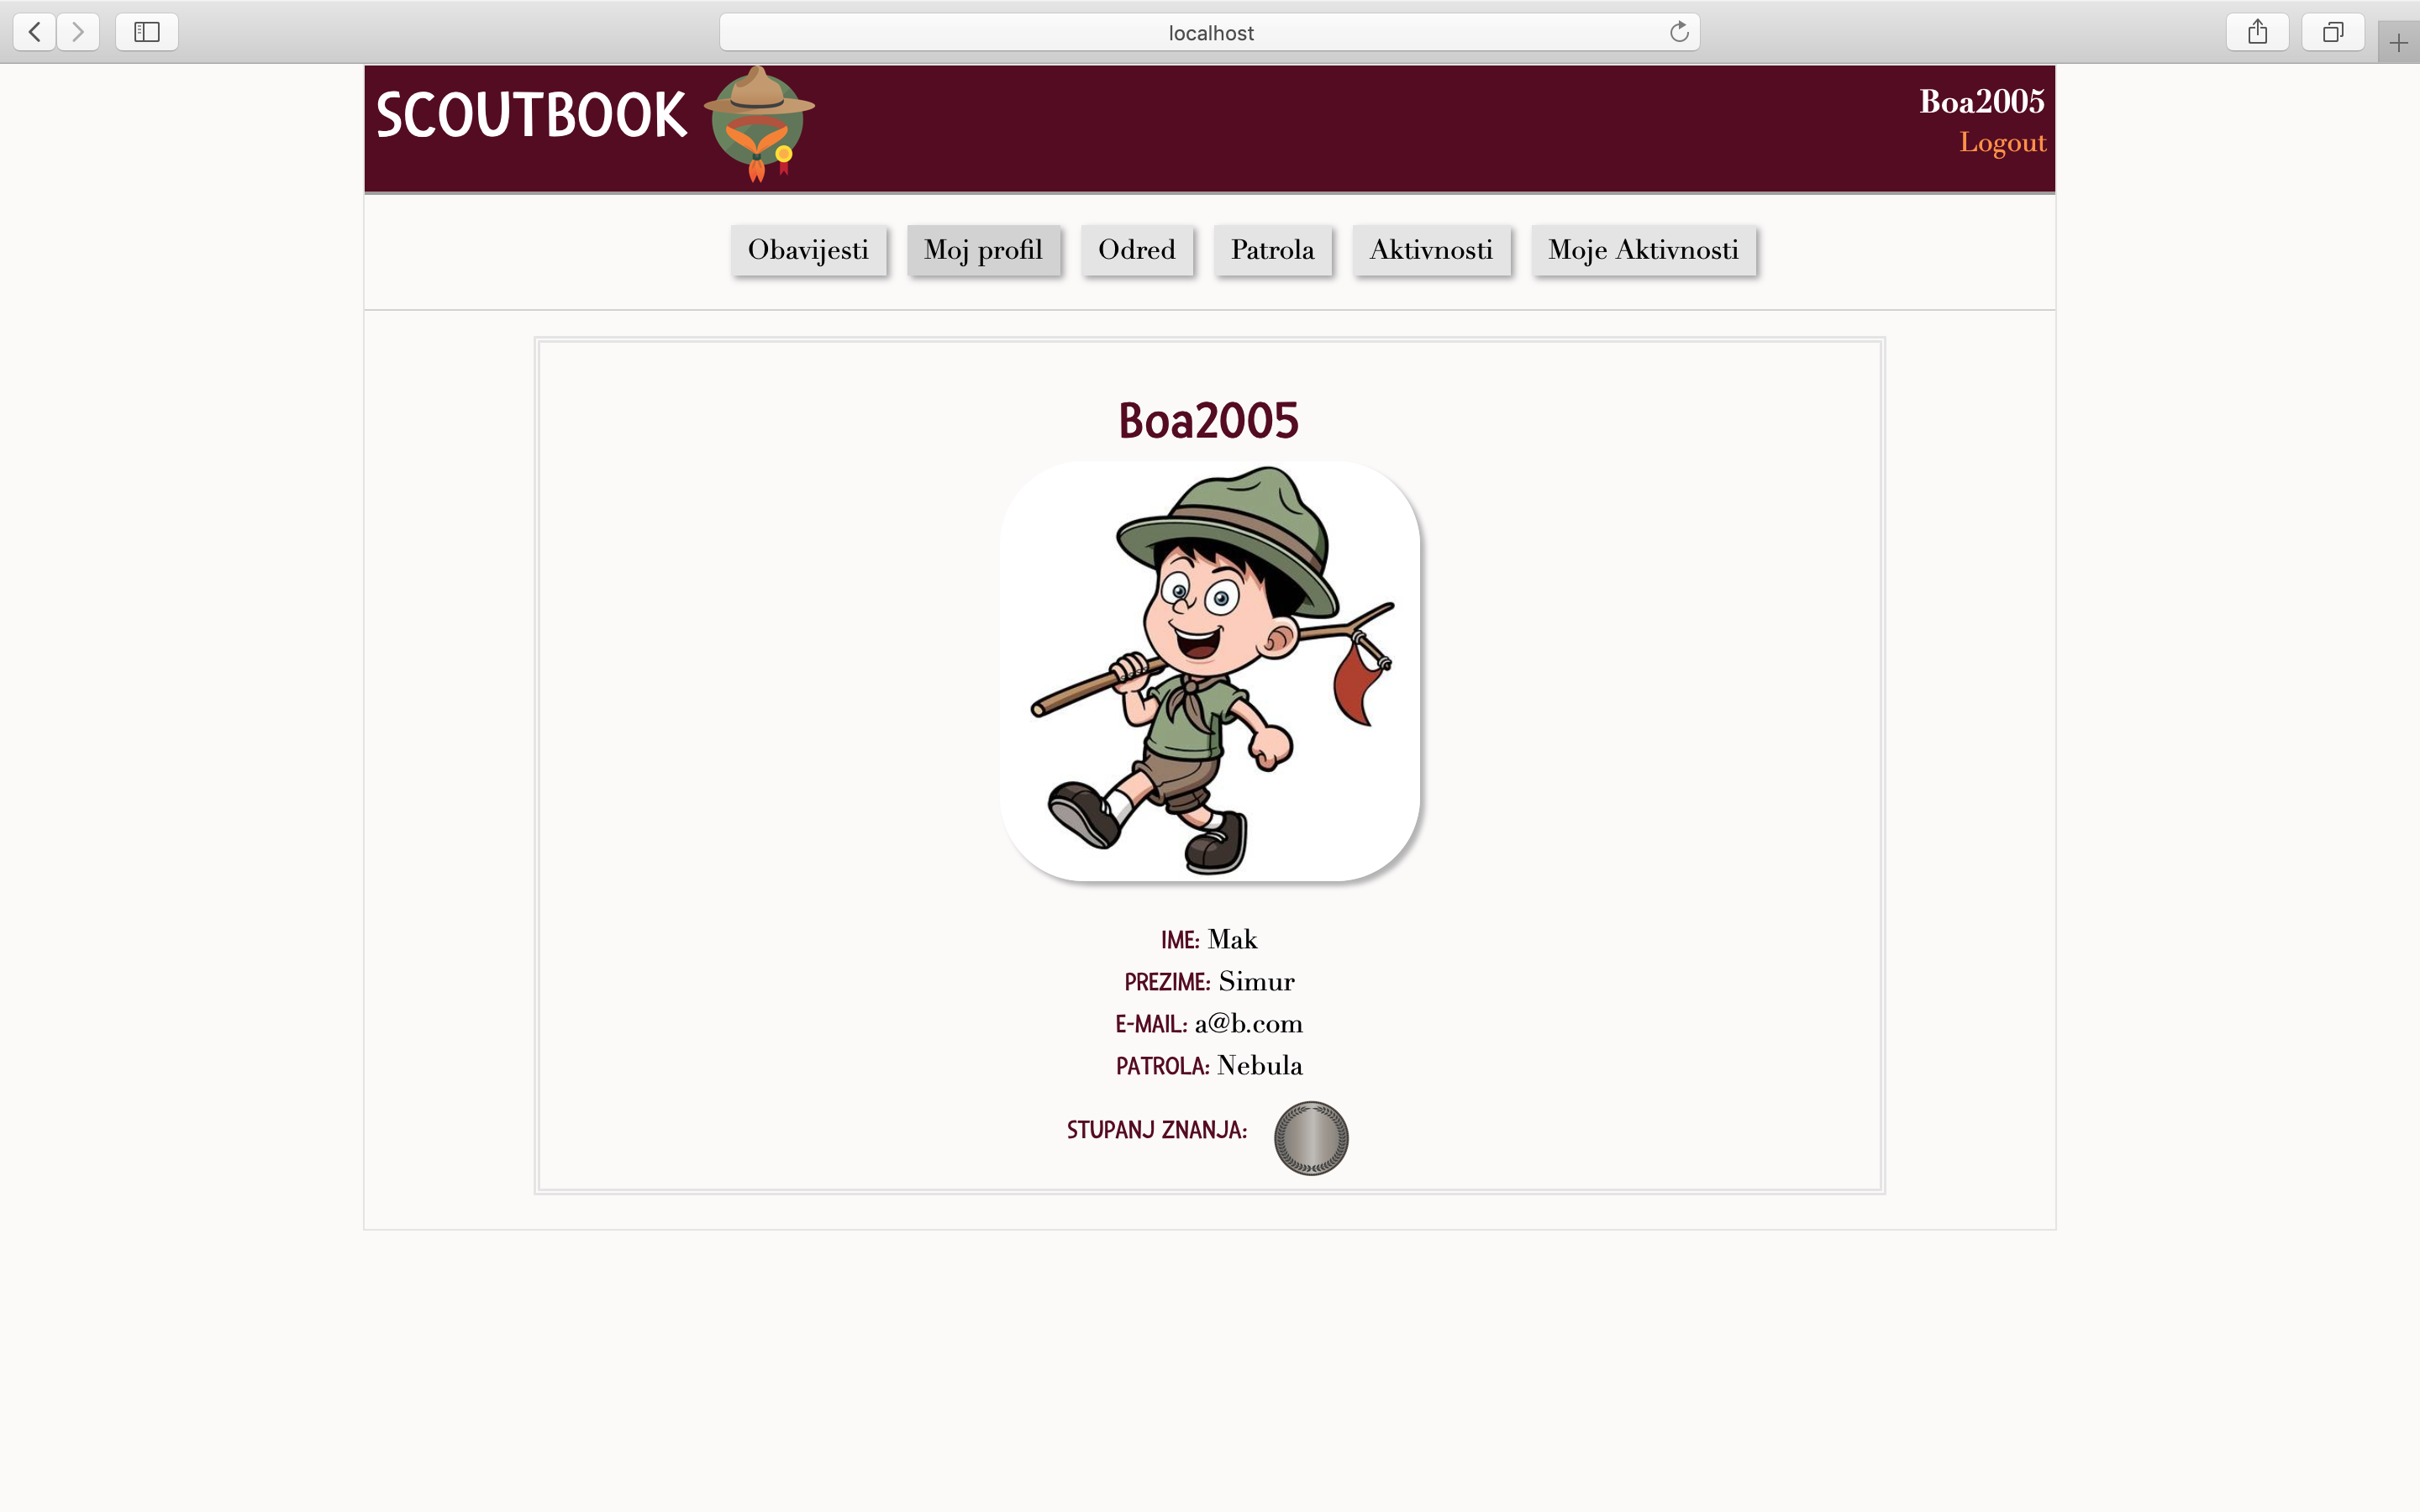 localhost
SCOUTBOOK
Boa2005
Logout
Obavijesti Moj profil Odred Patrola Aktivnosti Moje Aktivnosti
Boa2005
IME: Mak
PREZIME: Simur
E-MAIL: a@b.com
PATROLA: Nebula
STUPANJ ZNANJA: